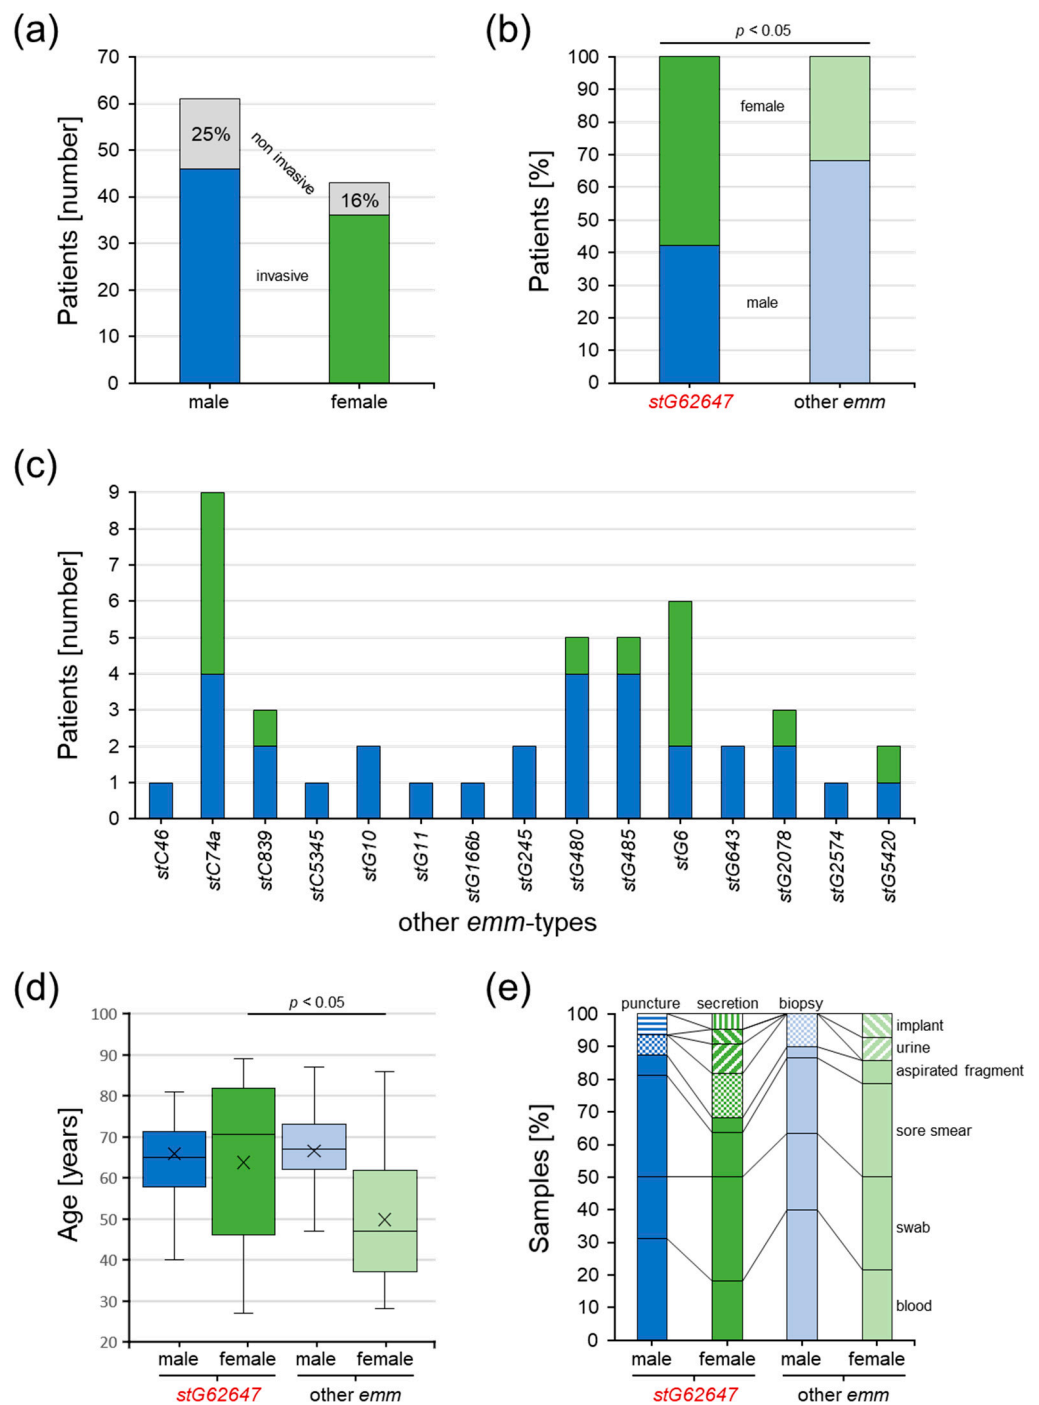 (a)
Patients [number]
70
60
50
40
30
20
10
0
25%
non invasive
16%
invasive
male
female
(b)
p < 0.05
Patients [%]
100
90
80
70
60
50
40
30
20
10
0
female
male
stG62647
other emm
(c)
Patients [number]
9
8
7
6
5
4
3
2
1
0
stC46
stC74a
stC839
stC5345
stG10
stG11
stG166b
stG245
stG480
stG485
stG6
stG643
stG2078
stG2574
stG5420
other emm-types
(d)
p < 0.05
Age [years]
100
90
80
70
60
50
40
30
20
male
female
male
female
stG62647
other emm
(e)
puncture
secretion
biopsy
Samples [%]
100
90
80
70
60
50
40
30
20
10
0
implant
urine
aspirated fragment
sore smear
swab
blood
male
female
male
female
stG62647
other emm